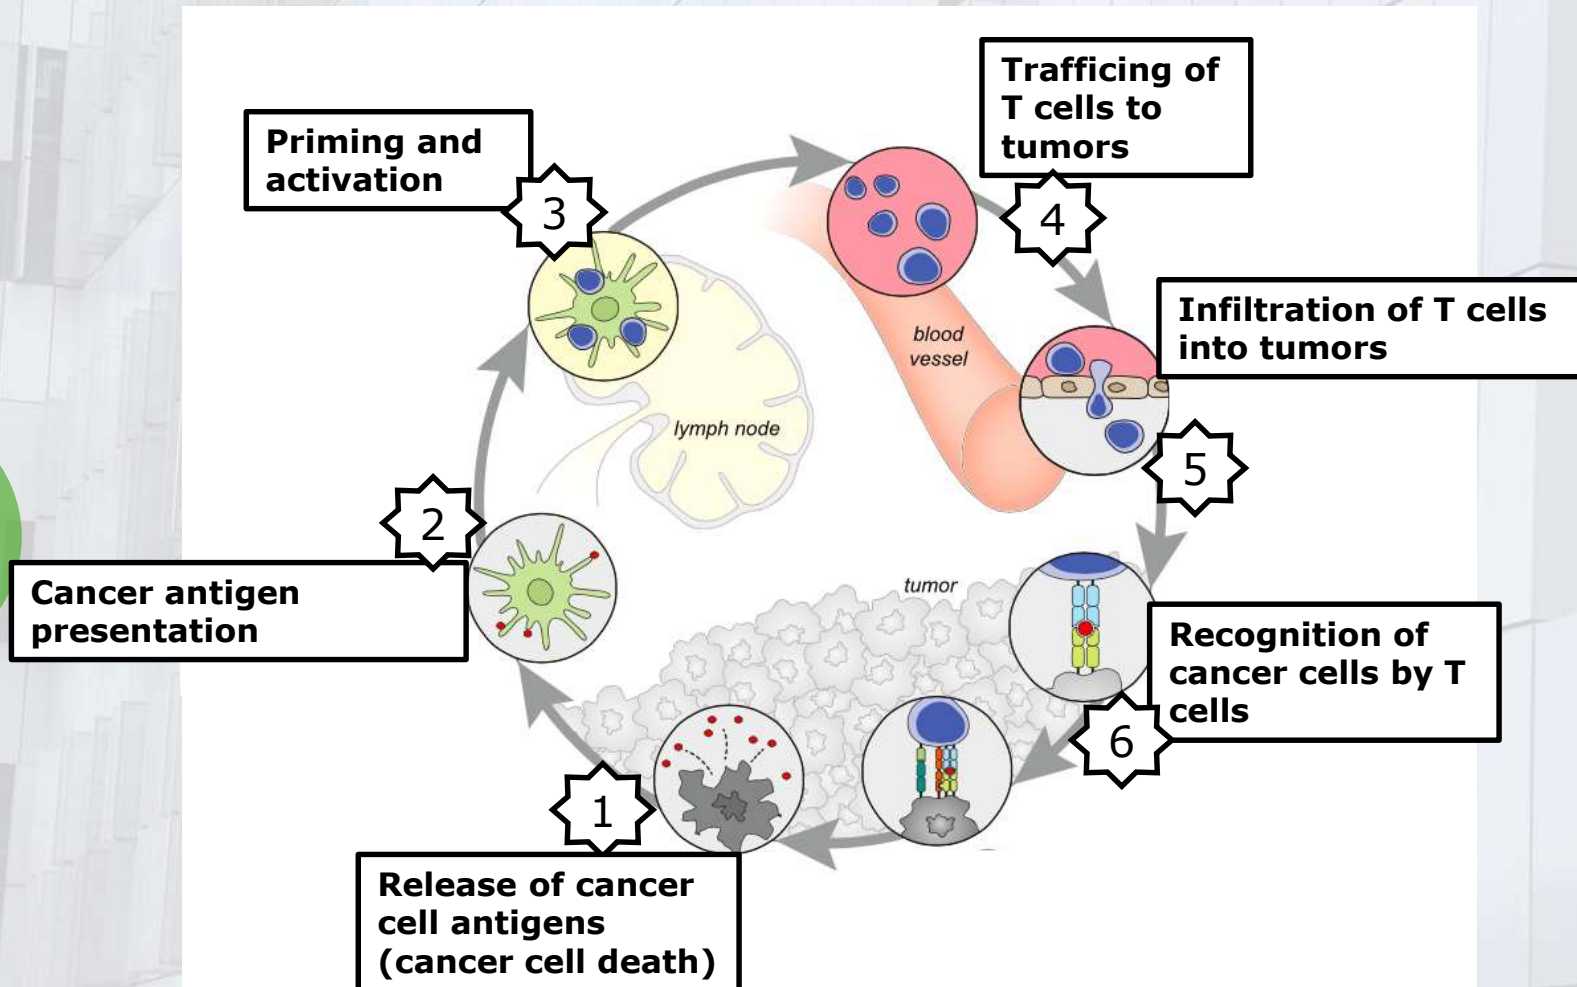 Trafficing of
T cells to
tumors
4
Priming and
activation
3
Infiltration of T cells
into tumors
5
blood
vessel
lymph node
2
Cancer antigen
presentation
tumor
Recognition of
cancer cells by T
cells
6
1
Release of cancer
cell antigens
(cancer cell death)